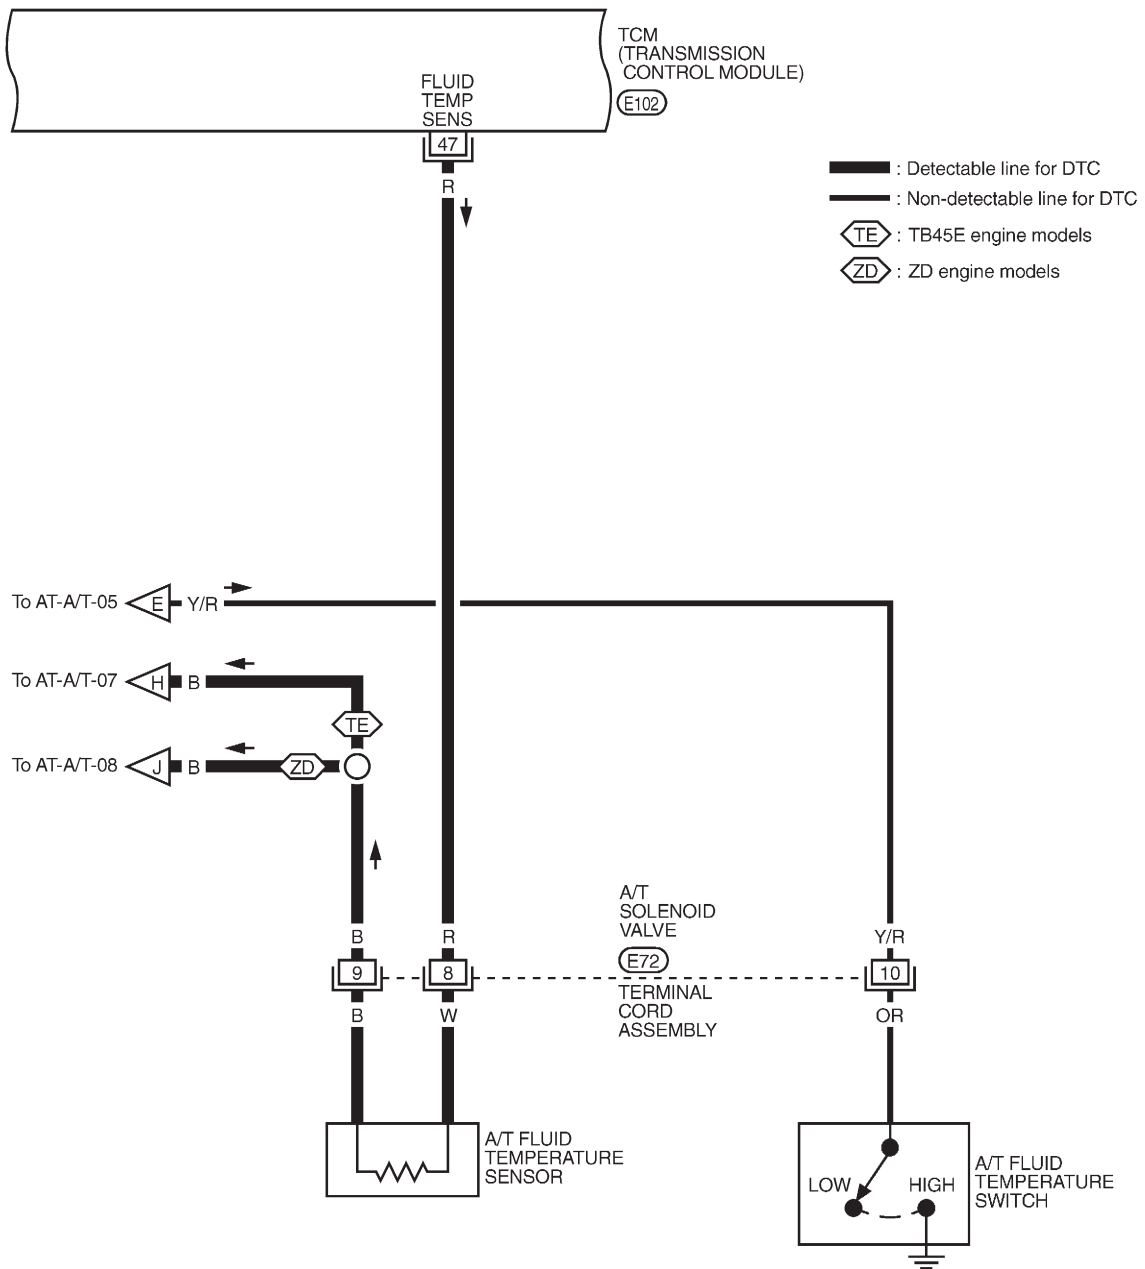 TCM
(TRANSMISSION
CONTROL MODULE)
E102
FLUID
TEMP
SENS
47
R
: Detectable line for DTC
: Non-detectable line for DTC
TE : TB45E engine models
ZD : ZD engine models
To AT-A/T-05 E Y/R
To AT-A/T-07 H B
TE
To AT-A/T-08 J B ZD
A/T
SOLENOID
VALVE
B R Y/R
E72
9 8 10
TERMINAL
CORD
ASSEMBLY
B W OR
A/T FLUID
TEMPERATURE
SENSOR
LOW HIGH
A/T FLUID
TEMPERATURE
SWITCH